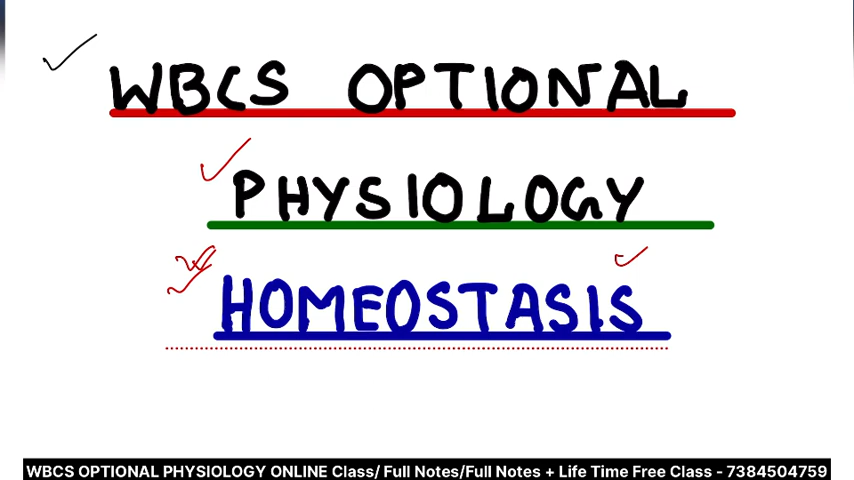 WBCS OPTIONAL
PHYSIOLOGY
HOMEOSTASIS
WBCS OPTIONAL PHYSIOLOGY ONLINE Class/ Full Notes/Full Notes + Life Time Free Class - 7384504759